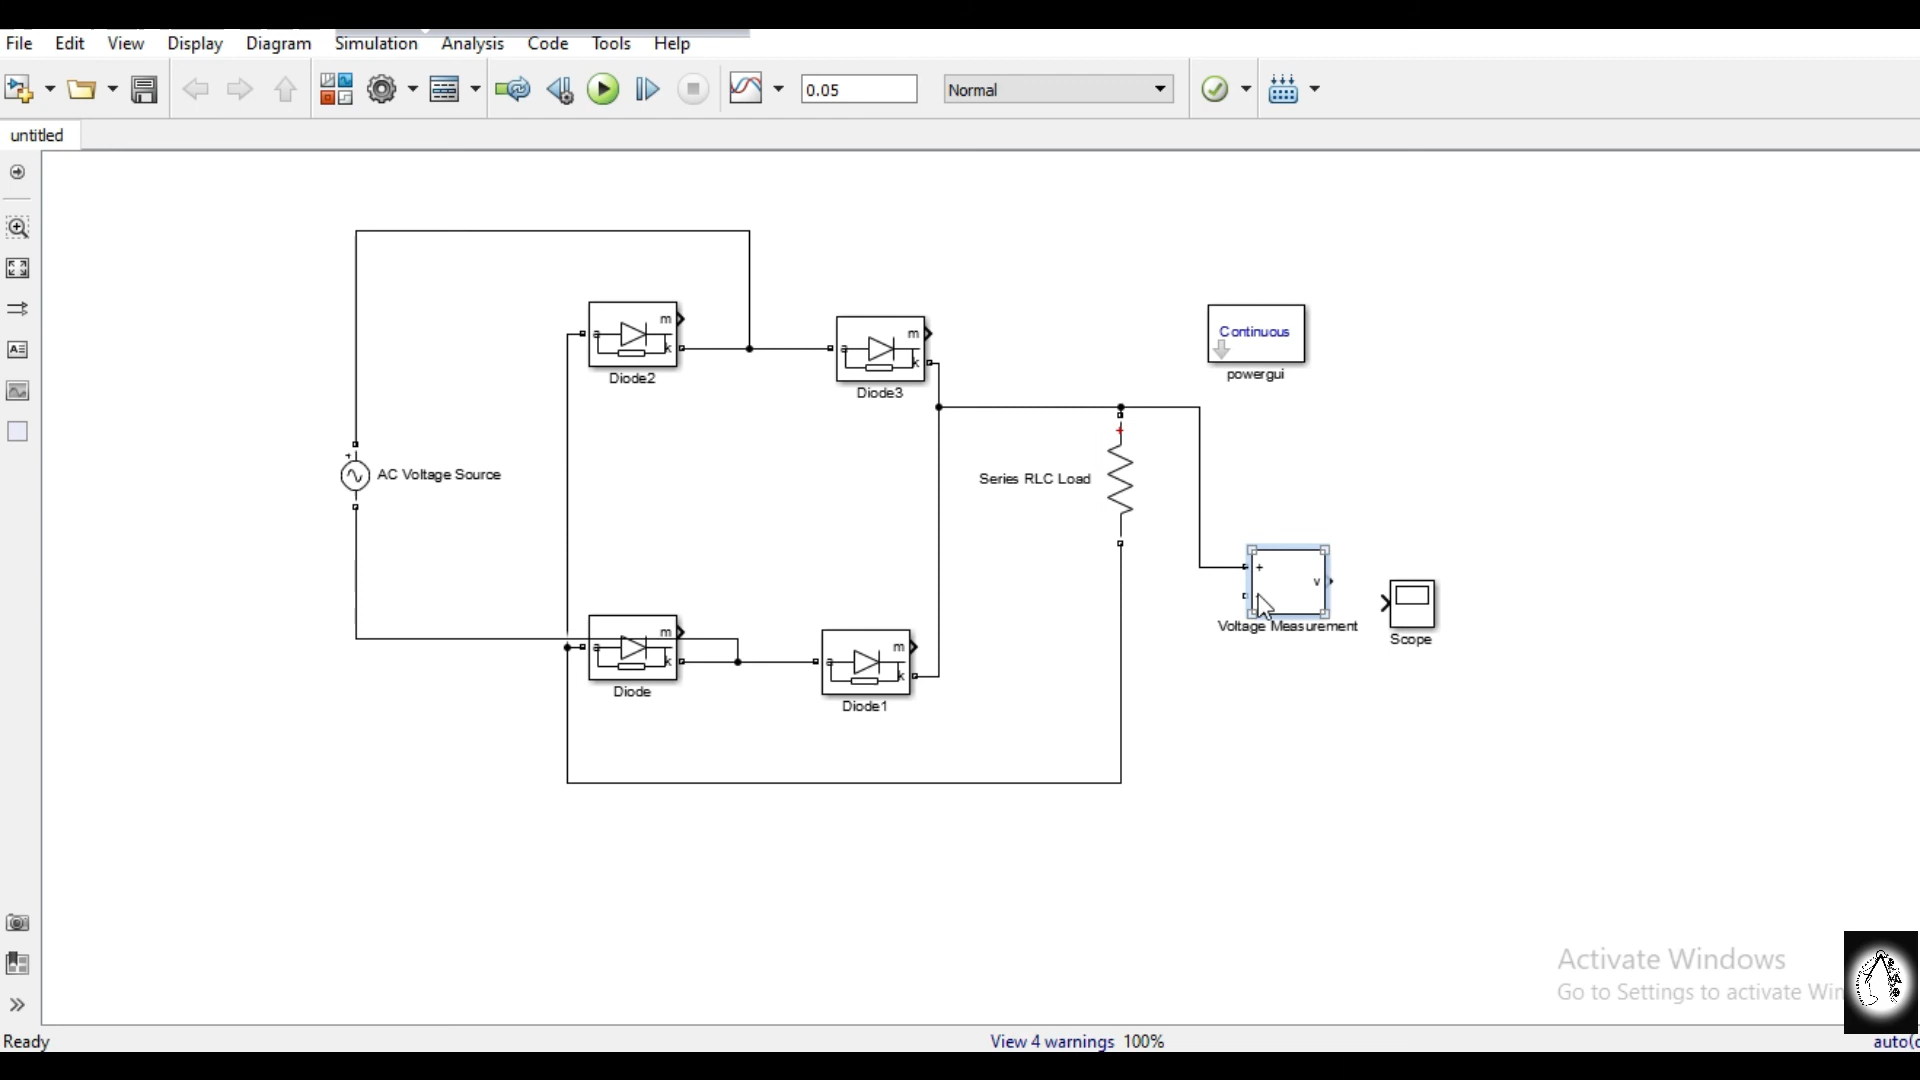 File Edit View Display Diagram Simulation Analysis Code Tools Help
0.05 Normal
untitled
m
a
k
Diode2
m
a
k
Diode3
Continuous
powergui
+
+
AC Voltage Source
Series RLC Load
+
v
Voltage Measurement
Scope
m
a
k
Diode
m
a
k
Diode1
Activate Windows
Go to Settings to activate Win
Ready
View 4 warnings 100%
auto(